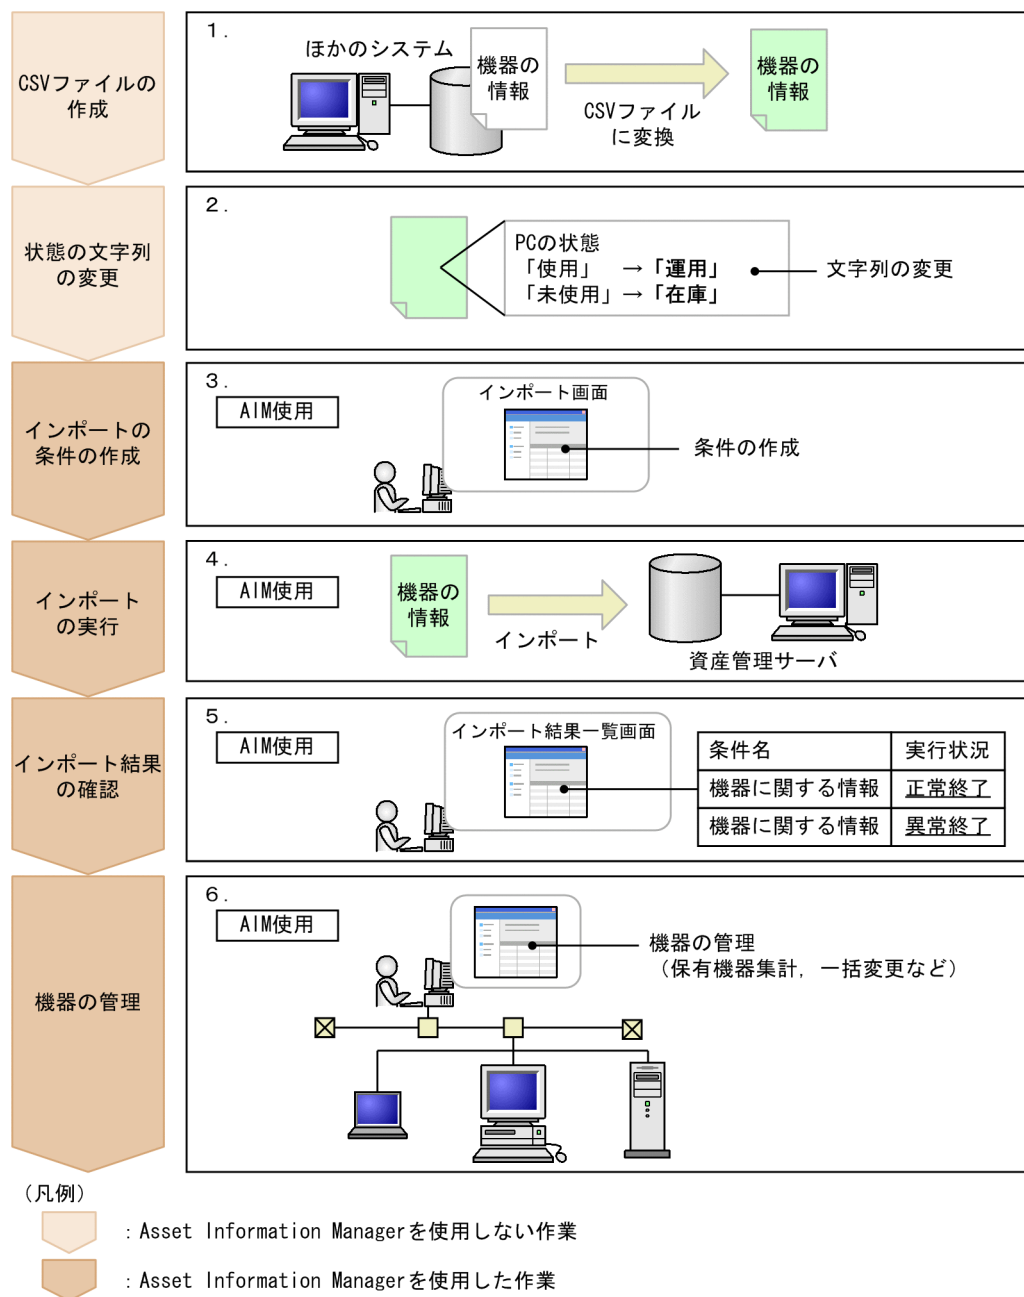 CSVファイルの
作成
1.
ほかのシステム
機器の
情報
CSVファイル
に変換
機器の
情報
状態の文字列
の変更
2.
PCの状態
「使用」 →「運用」
「未使用」→「在庫」
文字列の変更
インポートの
条件の作成
3.
AIM使用
インポート画面
条件の作成
インポート
の実行
4.
AIM使用
機器の
情報
インポート
資産管理サーバ
インポート結果
の確認
5.
AIM使用
インポート結果一覧画面
条件名 実行状況
機器に関する情報 正常終了
機器に関する情報 異常終了
機器の管理
6.
AIM使用
機器の管理
（保有機器集計，一括変更など）
（凡例）
：Asset Information Managerを使用しない作業
：Asset Information Managerを使用した作業